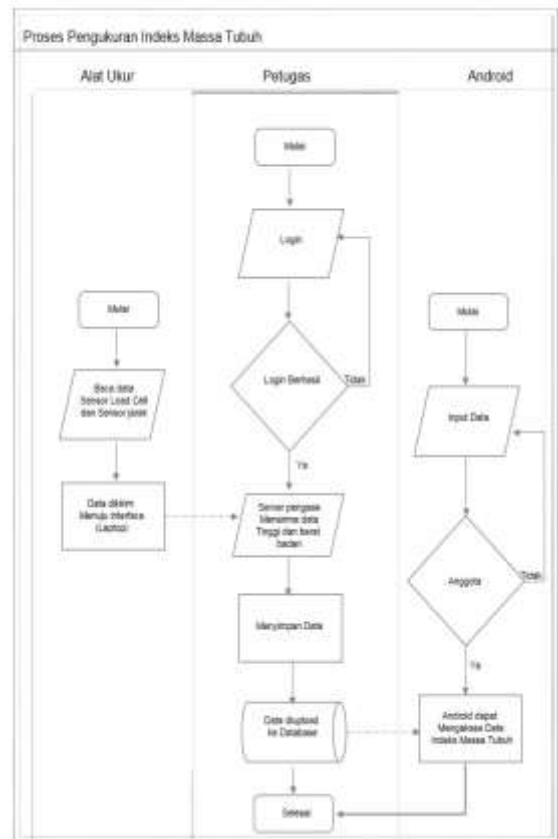 Proses Pengukuran Indeks Massa Tubuh
Alat Ukur
Petugas
Android
Mulai
Login
Login Berhasil
Tidak
Ya
Mulai
Baca data
Sensor Load Cell
dan Sensor jarak
Data dikirim
Menuju Interface
(Laptop)
Server
Menerima data
Tinggi dan berat
badan
Menyimpan Data
Data diupload
ke Database
Selesai
Mulai
Input Data
Anggota
Tidak
Ya
Android dapat
Mengakses Data
Indeks Massa Tubuh